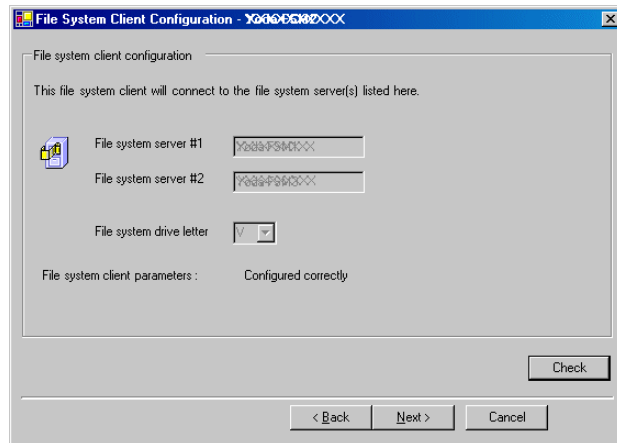 File System Client Configuration -
File system client configuration
This file system client will connect to the file system server(s) listed here.
File system server #1
File system server #2
File system drive letter V
File system client parameters : Configured correctly
Check
< Back Next > Cancel